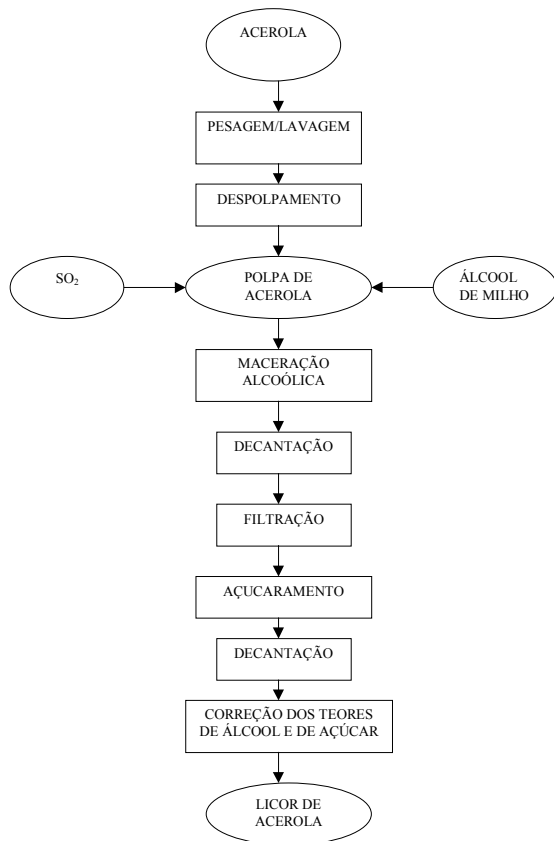 ACEROLA
PESAGEM/LAVAGEM
DESPOLPAMENTO
SO₂
POLPA DE
ACEROLA
ÁLCOOL
DE MILHO
MACERAÇÃO
ALCOÓLICA
DECANTAÇÃO
FILTRAÇÃO
AÇUCARAMENTO
DECANTAÇÃO
CORREÇÃO DOS TEORES
DE ÁLCOOL E DE AÇÚCAR
LICOR DE
ACEROLA